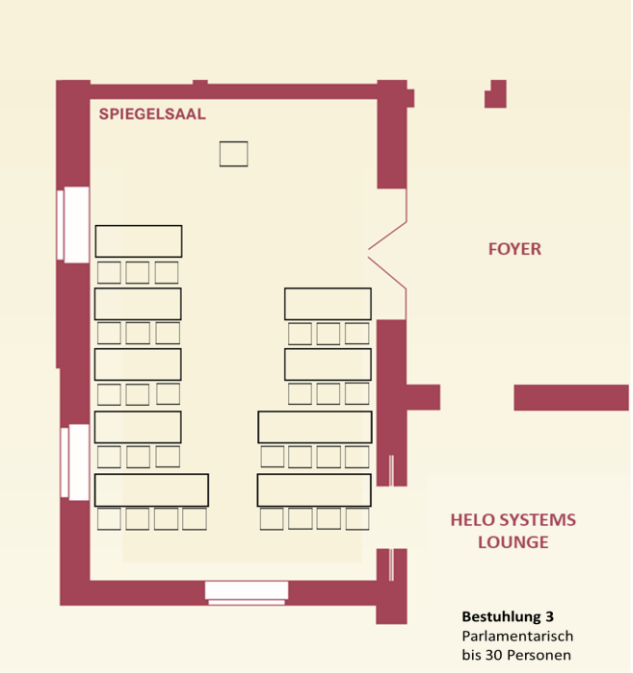 SPIEGELSAAL
FOYER
HELO SYSTEMS
LOUNGE
Bestuhlung 3
Parlamentarisch
bis 30 Personen